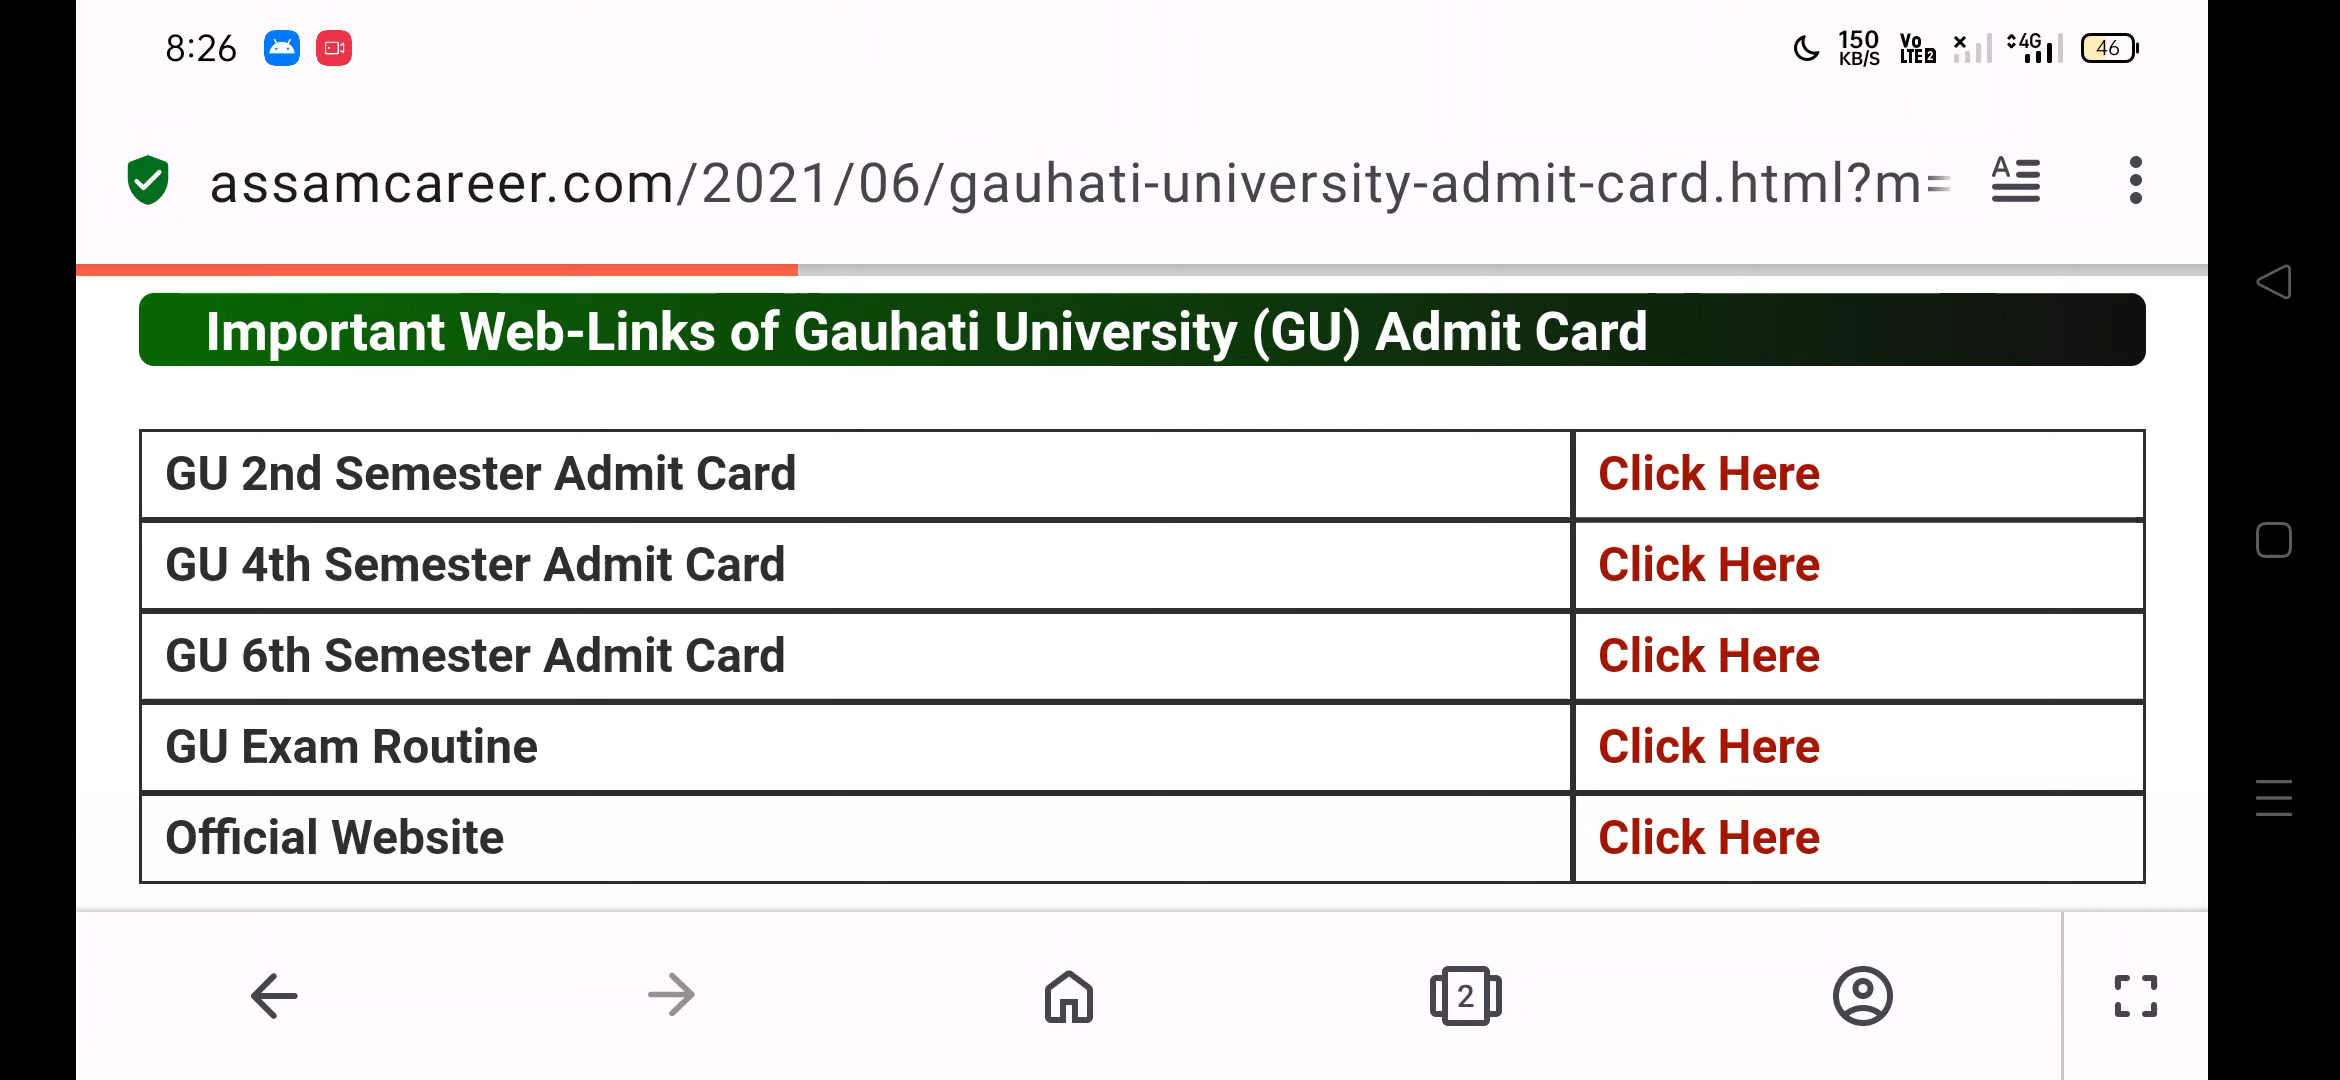 8:26 150 KB/S Vo LTE 2 4G 46
assamcareer.com/2021/06/gauhati-university-admit-card.html?m=
Important Web-Links of Gauhati University (GU) Admit Card
GU 2nd Semester Admit Card Click Here
GU 4th Semester Admit Card Click Here
GU 6th Semester Admit Card Click Here
GU Exam Routine Click Here
Official Website Click Here
2